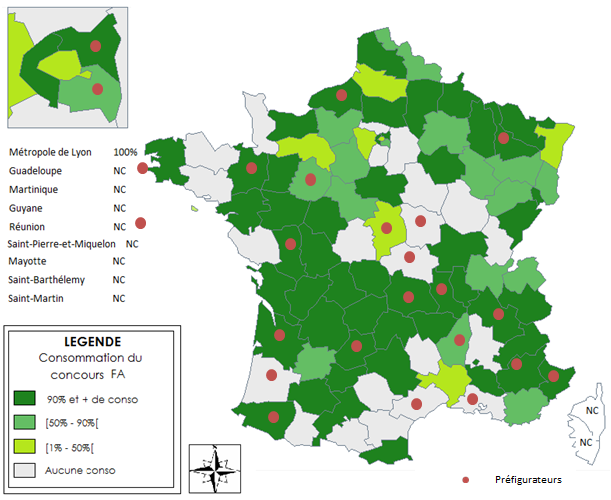 Métropole de Lyon 100%
Guadeloupe NC
Martinique NC
Guyane NC
Réunion NC
Saint-Pierre-et-Miquelon NC
Mayotte NC
Saint-Barthélemy NC
Saint-Martin NC
LEGENDE
Consommation du
concours FA
90% et + de conso
[50% - 90%[
[1% - 50%[
Aucune conso
NC
NC
Préfigurateurs